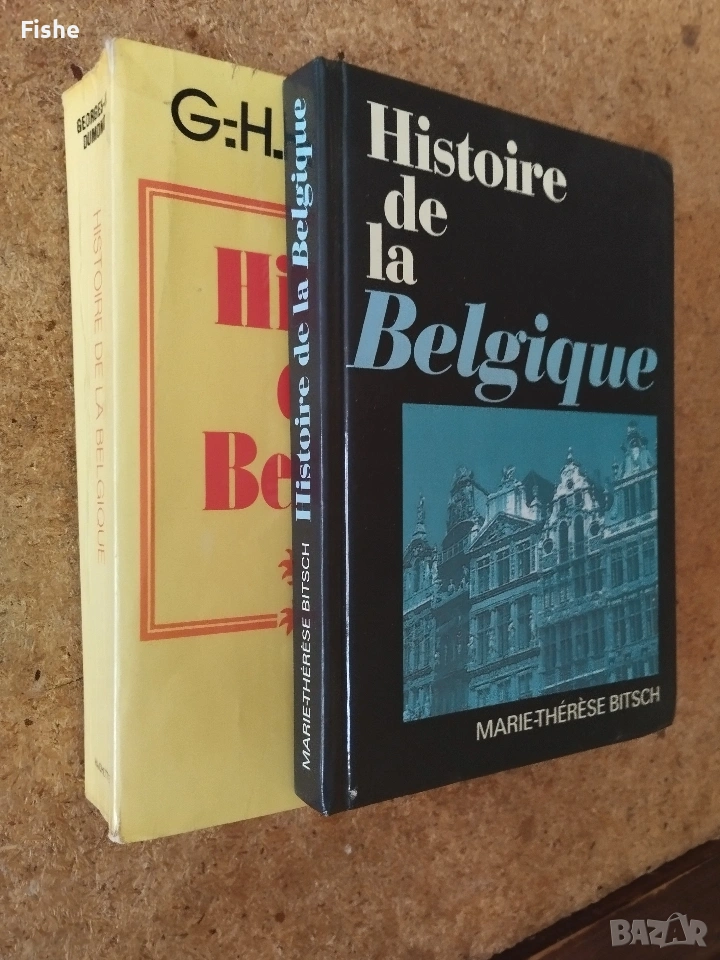 Fishe
GEORGES-H
DUMONT
HISTOIRE DE LA BELGIQUE
G.-H.
Hi
Be
MARIE-THÉRÈSE BITSCH Histoire de la Belgique
Histoire
de
la
Belgique
MARIE-THÉRÈSE BITSCH
BAZAR